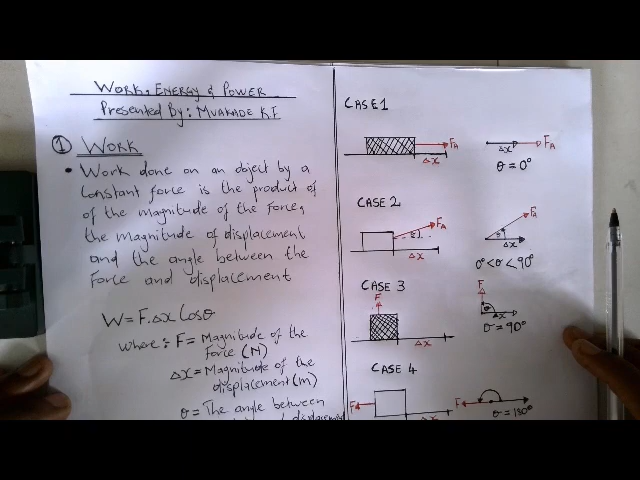 WORK, ENERGY & POWER
Presented By: MVAKADE K.F
① WORK
• Work done on an object by a
constant force is the product of
of the magnitude of the force,
the magnitude of displacement
and the angle between the
Force and displacement
W = F.Δx Cosθ
where: F = Magnitude of the
Force (N)
Δx = Magnitude of the
displacement (m)
θ = The angle between
CASE 1
FA
Δx
Δx
FA
θ = 0°
CASE 2
FA
Δx
FA
Δx
0° < θ < 90°
CASE 3
F
Δx
F
θ
Δx
θ = 90°
CASE 4
F
Δx
F
θ = 180°